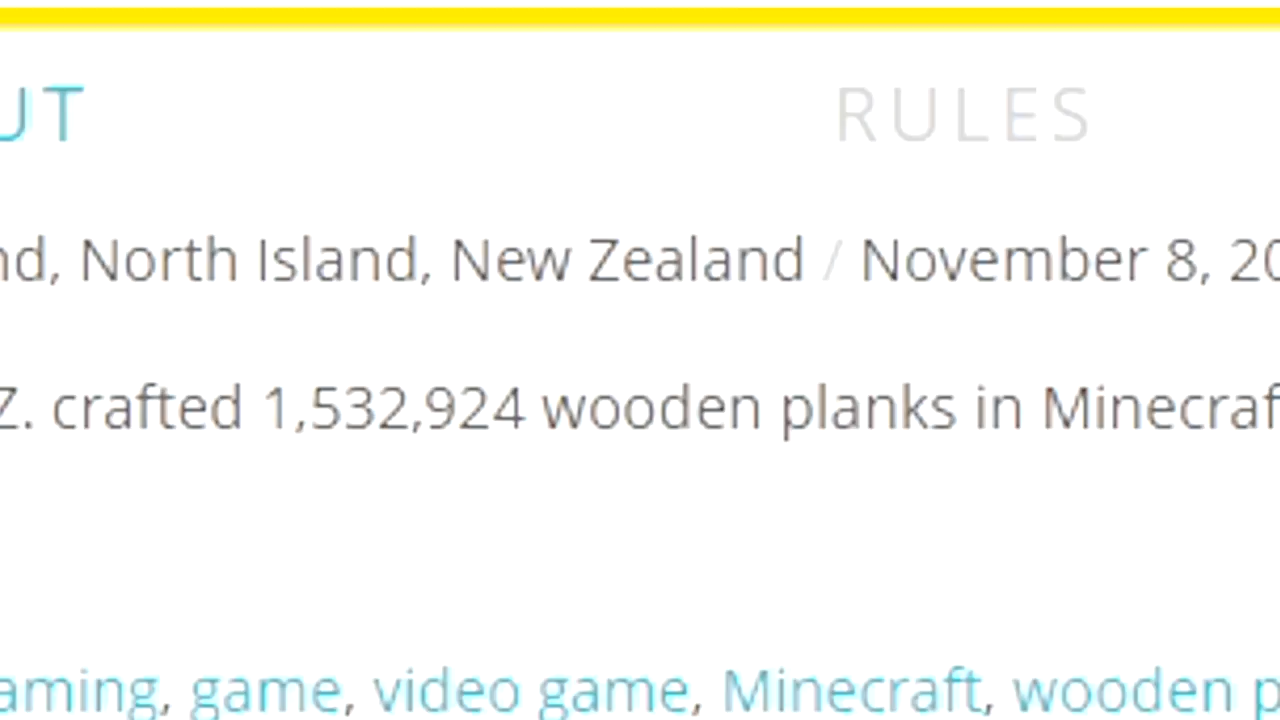 UT RULES
nd, North Island, New Zealand / November 8, 20
Z. crafted 1,532,924 wooden planks in Minecraf
aming, game, video game, Minecraft, wooden p